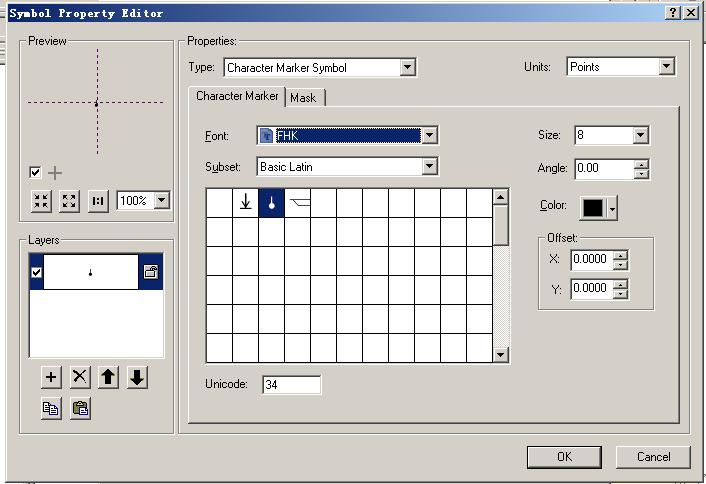 Symbol Property Editor
Preview
100%
Layers
Properties:
Type: Character Marker Symbol
Units: Points
Character Marker Mask
Font: FHK
Size: 8
Subset: Basic Latin
Angle: 0.00
Color:
Offset:
X: 0.0000
Y: 0.0000
Unicode: 34
OK Cancel